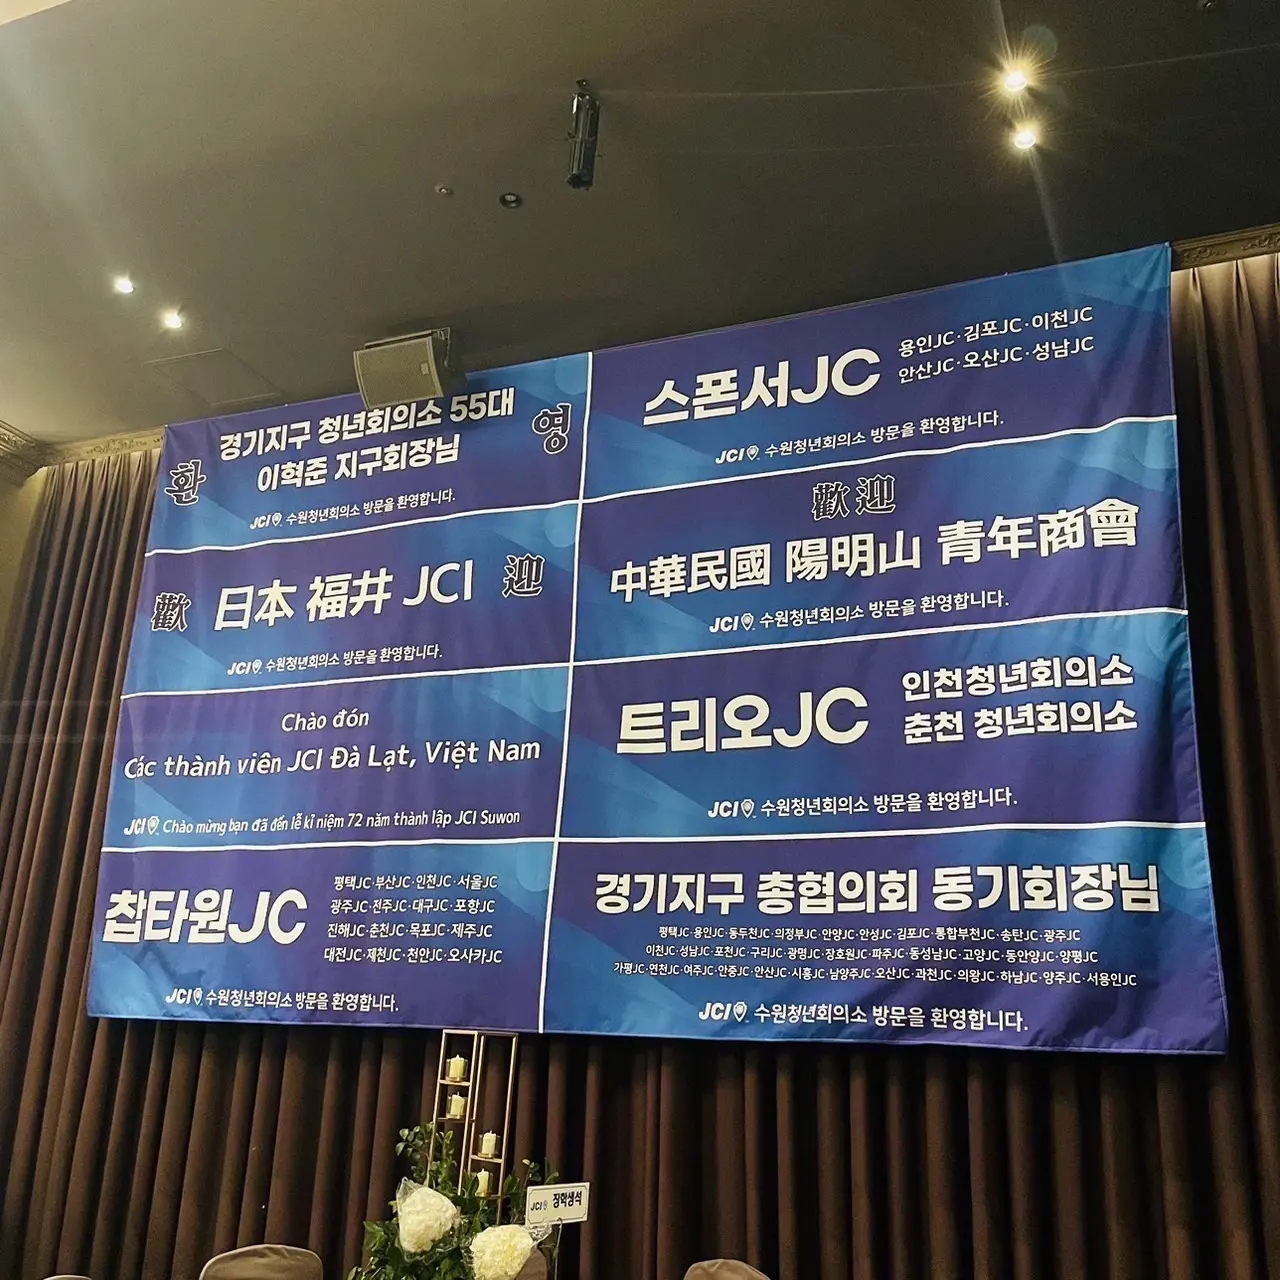 경기지구 청년회의소 55대
이혁준 지구회장님
환 영
JCI 수원청년회의소 방문을 환영합니다.
스폰서JC
용인JC·김포JC·이천JC
안산JC·오산JC·성남JC
JCI 수원청년회의소 방문을 환영합니다.
歡 日本 福井 JCI 迎
JCI 수원청년회의소 방문을 환영합니다.
歡迎
中華民國 陽明山 青年商會
JCI 수원청년회의소 방문을 환영합니다.
Chào đón
Các thành viên JCI Đà Lạt, Việt Nam
JCI Chào mừng bạn đã đến lễ kỉ niệm 72 năm thành lập JCI Suwon
트리오JC
인천청년회의소
춘천 청년회의소
JCI 수원청년회의소 방문을 환영합니다.
찹타원JC
평택JC·부산JC·인천JC·서울JC
광주JC·전주JC·대구JC·포항JC
진해JC·춘천JC·목포JC·제주JC
대전JC·제천JC·천안JC·오사카JC
JCI 수원청년회의소 방문을 환영합니다.
경기지구 총협의회 동기회장님
평택JC·용인JC·동두천JC·의정부JC·안양JC·안성JC·김포JC·통합부천JC·송탄JC·광주JC
이천JC·성남JC·포천JC·구리JC·광명JC·장호원JC·파주JC·동성남JC·고양JC·동안양JC·양평JC
가평JC·연천JC·여주JC·안중JC·안산JC·시흥JC·남양주JC·오산JC·과천JC·의왕JC·하남JC·양주JC·서용인JC
JCI 수원청년회의소 방문을 환영합니다.
JCI 장학생석